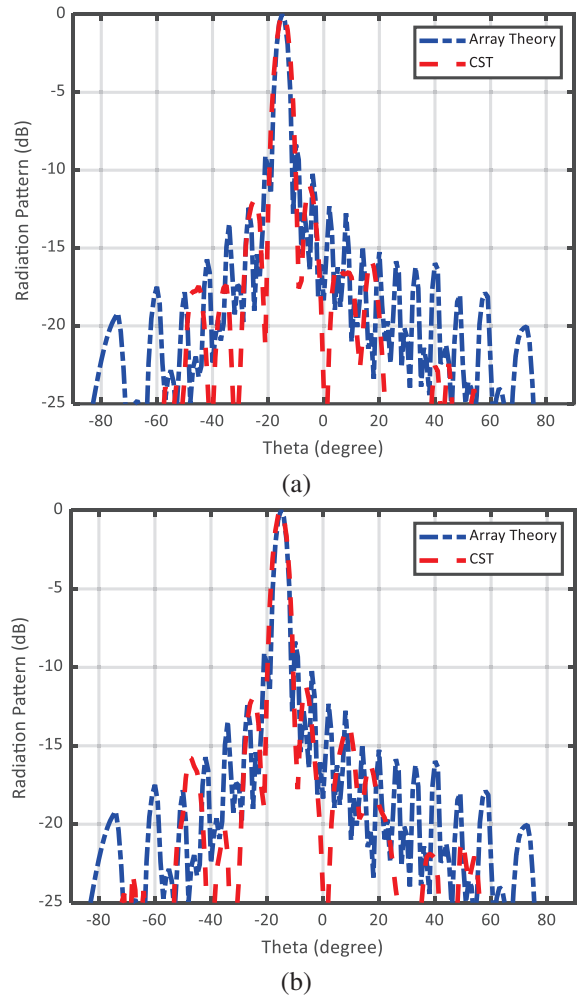 0
-5
-10
-15
-20
-25
Radiation Pattern (dB)
Array Theory
CST
-80 -60 -40 -20 0 20 40 60 80
Theta (degree)
(a)
0
-5
-10
-15
-20
-25
Radiation Pattern (dB)
Array Theory
CST
-80 -60 -40 -20 0 20 40 60 80
Theta (degree)
(b)